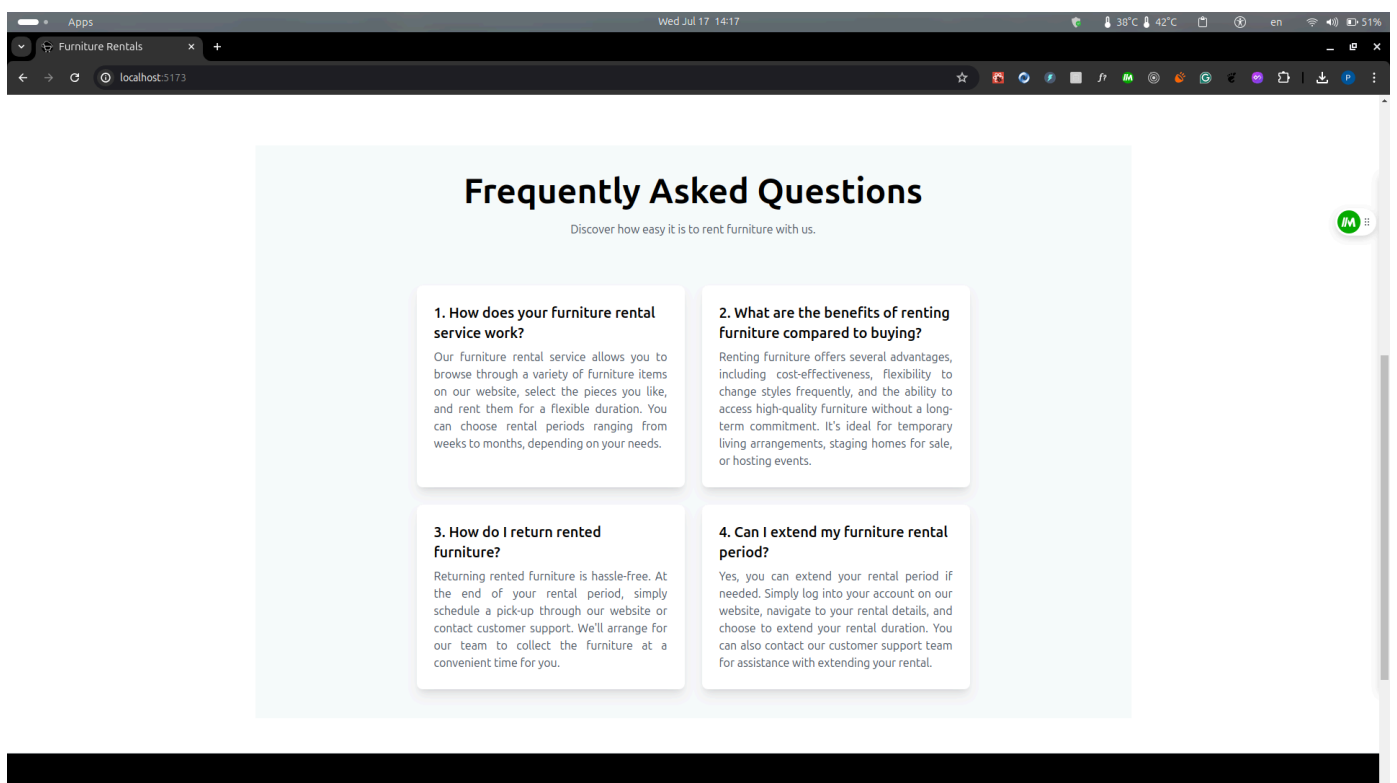 Apps
Wed Jul 17 14:17
38°C 42°C
en
51%
Furniture Rentals
localhost:5173
Frequently Asked Questions
Discover how easy it is to rent furniture with us.
1. How does your furniture rental
service work?
Our furniture rental service allows you to
browse through a variety of furniture items
on our website, select the pieces you like,
and rent them for a flexible duration. You
can choose rental periods ranging from
weeks to months, depending on your needs.
2. What are the benefits of renting
furniture compared to buying?
Renting furniture offers several advantages,
including cost-effectiveness, flexibility to
change styles frequently, and the ability to
access high-quality furniture without a long-
term commitment. It's ideal for temporary
living arrangements, staging homes for sale,
or hosting events.
3. How do I return rented
furniture?
Returning rented furniture is hassle-free. At
the end of your rental period, simply
schedule a pick-up through our website or
contact customer support. We'll arrange for
our team to collect the furniture at a
convenient time for you.
4. Can I extend my furniture rental
period?
Yes, you can extend your rental period if
needed. Simply log into your account on our
website, navigate to your rental details, and
choose to extend your rental duration. You
can also contact our customer support team
for assistance with extending your rental.